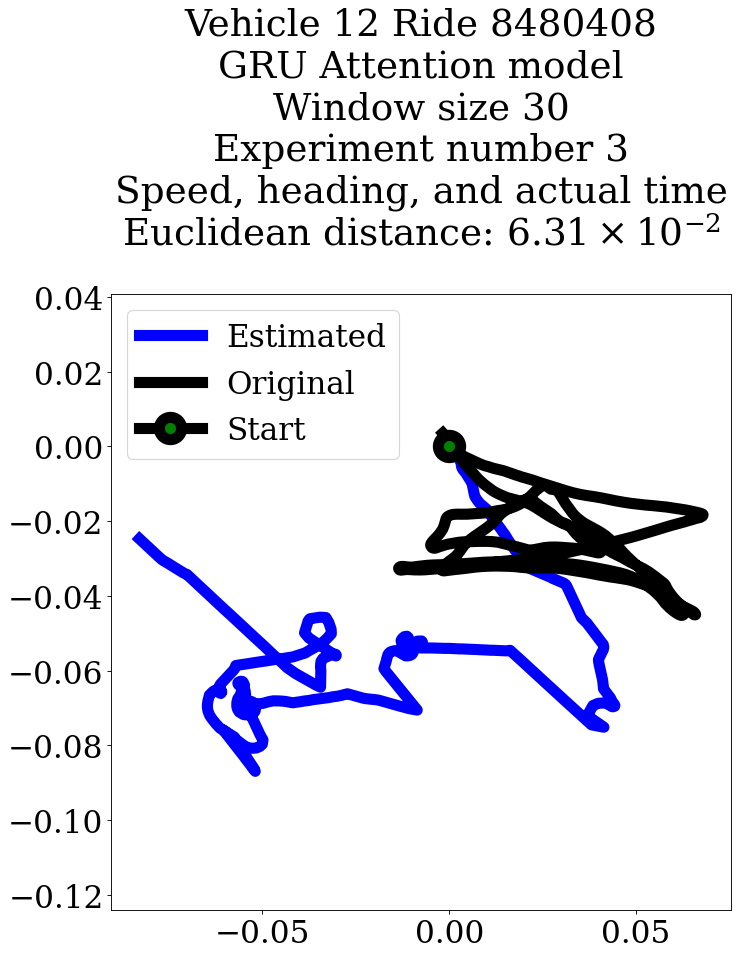 Vehicle 12 Ride 8480408
GRU Attention model
Window size 30
Experiment number 3
Speed, heading, and actual time
Euclidean distance: 6.31 × 10⁻²
0.04
0.02
0.00
−0.02
−0.04
−0.06
−0.08
−0.10
−0.12
Estimated
Original
Start
−0.05
0.00
0.05